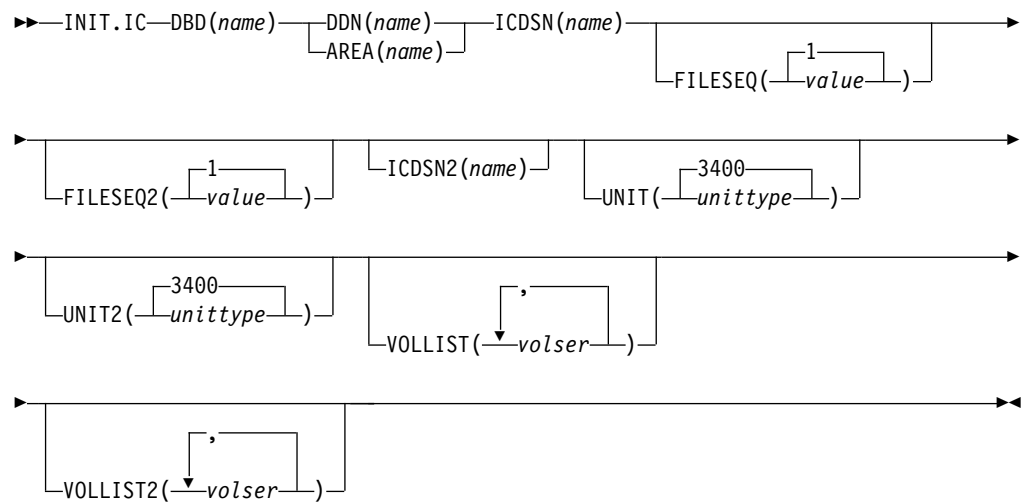 INIT.IC DBD(name) DDN(name) ICDSN(name)
AREA(name)
1
FILESEQ( value )
1
FILESEQ2( value )
ICDSN2(name)
3400
UNIT( unittype )
3400
UNIT2( unittype )
,
VOLLIST( volser )
,
VOLLIST2( volser )